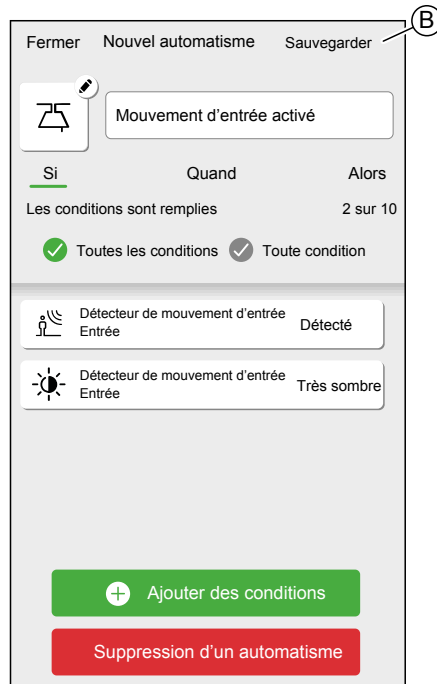 B
Fermer Nouvel automatisme Sauvegarder
Mouvement d'entrée activé
Si Quand Alors
Les conditions sont remplies 2 sur 10
Toutes les conditions Toute condition
Détecteur de mouvement d'entrée
Entrée
Détecté
Détecteur de mouvement d'entrée
Entrée
Très sombre
Ajouter des conditions
Suppression d'un automatisme